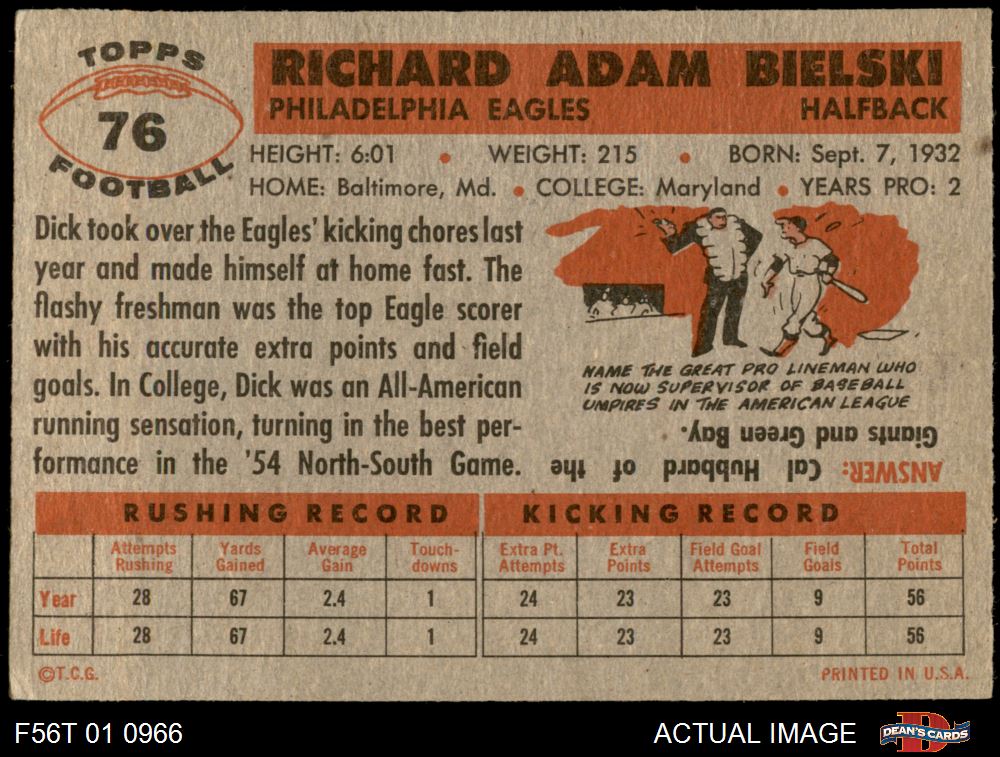 TOPPS
76
FOOTBALL
RICHARD ADAM BIELSKI
PHILADELPHIA EAGLES HALFBACK
HEIGHT: 6:01 • WEIGHT: 215 • BORN: Sept. 7, 1932
HOME: Baltimore, Md. • COLLEGE: Maryland • YEARS PRO: 2
Dick took over the Eagles' kicking chores last
year and made himself at home fast. The
flashy freshman was the top Eagle scorer
with his accurate extra points and field
goals. In College, Dick was an All-American
running sensation, turning in the best per-
formance in the '54 North-South Game.
NAME THE GREAT PRO LINEMAN WHO
IS NOW SUPERVISOR OF BASEBALL
UMPIRES IN THE AMERICAN LEAGUE
ANSWER: Cal Hubbard of the
Giants and Green Bay.
RUSHING RECORD KICKING RECORD
Attempts Rushing Yards Gained Average Gain Touch-downs Extra Pt. Attempts Extra Points Field Goal Attempts Field Goals Total Points
Year 28 67 2.4 1 24 23 23 9 56
Life 28 67 2.4 1 24 23 23 9 56
©T.C.G. PRINTED IN U.S.A.
F56T 01 0966 ACTUAL IMAGE DEAN'S CARDS